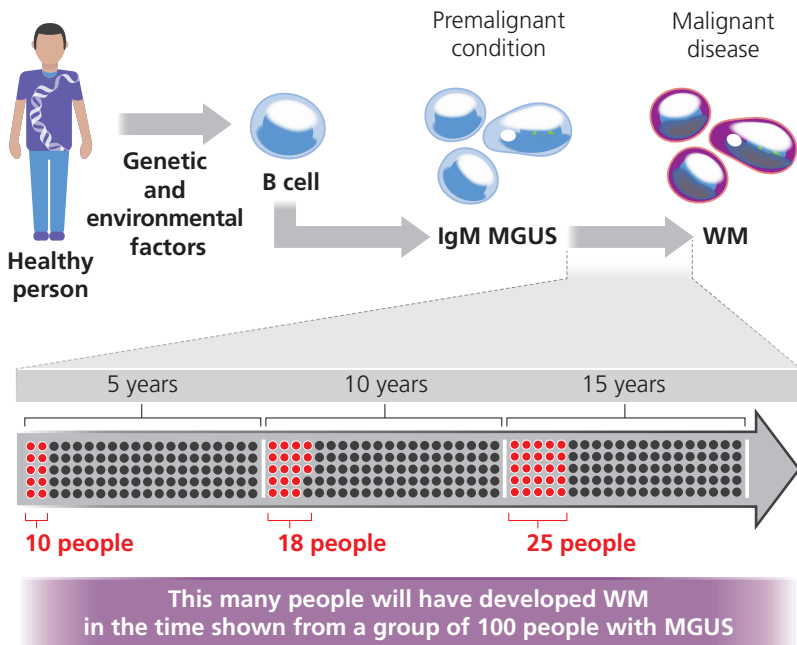 Premalignant
condition
Malignant
disease
Genetic
and
environmental
factors
B cell
Healthy
person
IgM MGUS
WM
5 years
10 years
15 years
10 people
18 people
25 people
This many people will have developed WM
in the time shown from a group of 100 people with MGUS